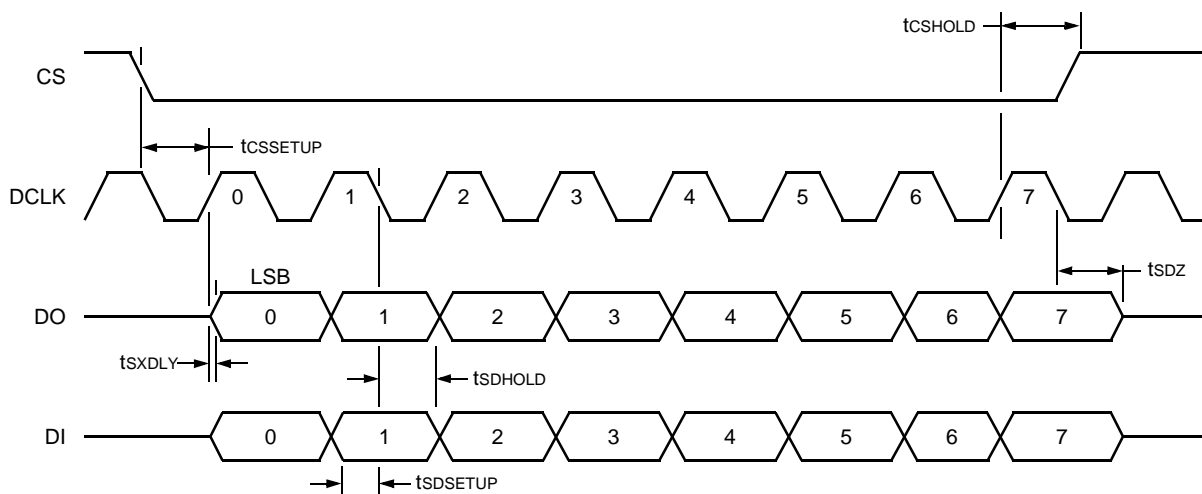 tCSHOLD
CS
tCSSETUP
DCLK 0 1 2 3 4 5 6 7
tSDZ
LSB
DO 0 1 2 3 4 5 6 7
tSXDLY
tSDHOLD
DI 0 1 2 3 4 5 6 7
tSDSETUP